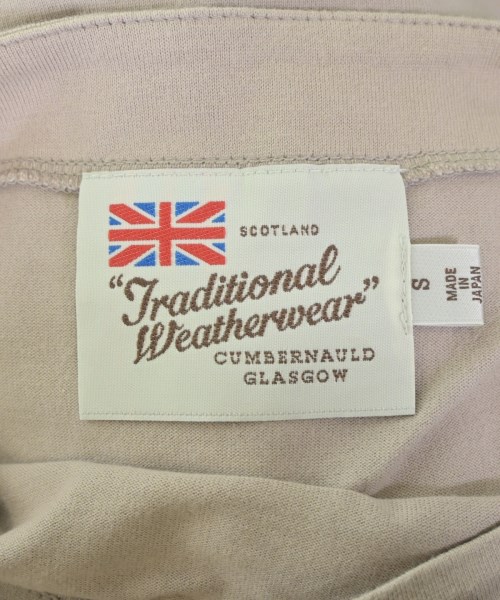 SCOTLAND
"Traditional
Weatherwear"
CUMBERNAULD
GLASGOW
S
MADE
IN
JAPAN